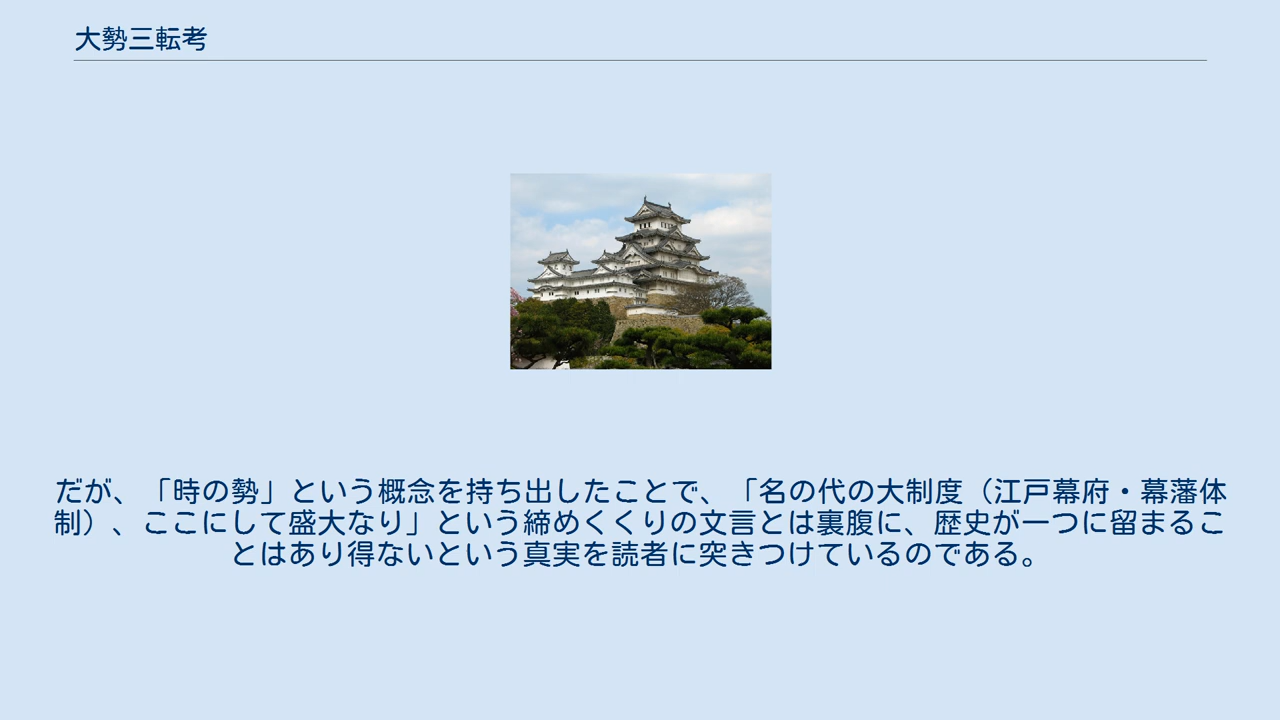 大勢三転考
だが、「時の勢」という概念を持ち出したことで、「名の代の大制度（江戸幕府・幕藩体
制）、ここにして盛大なり」という締めくくりの文言とは裏腹に、歴史が一つに留まるこ
とはあり得ないという真実を読者に突きつけているのである。